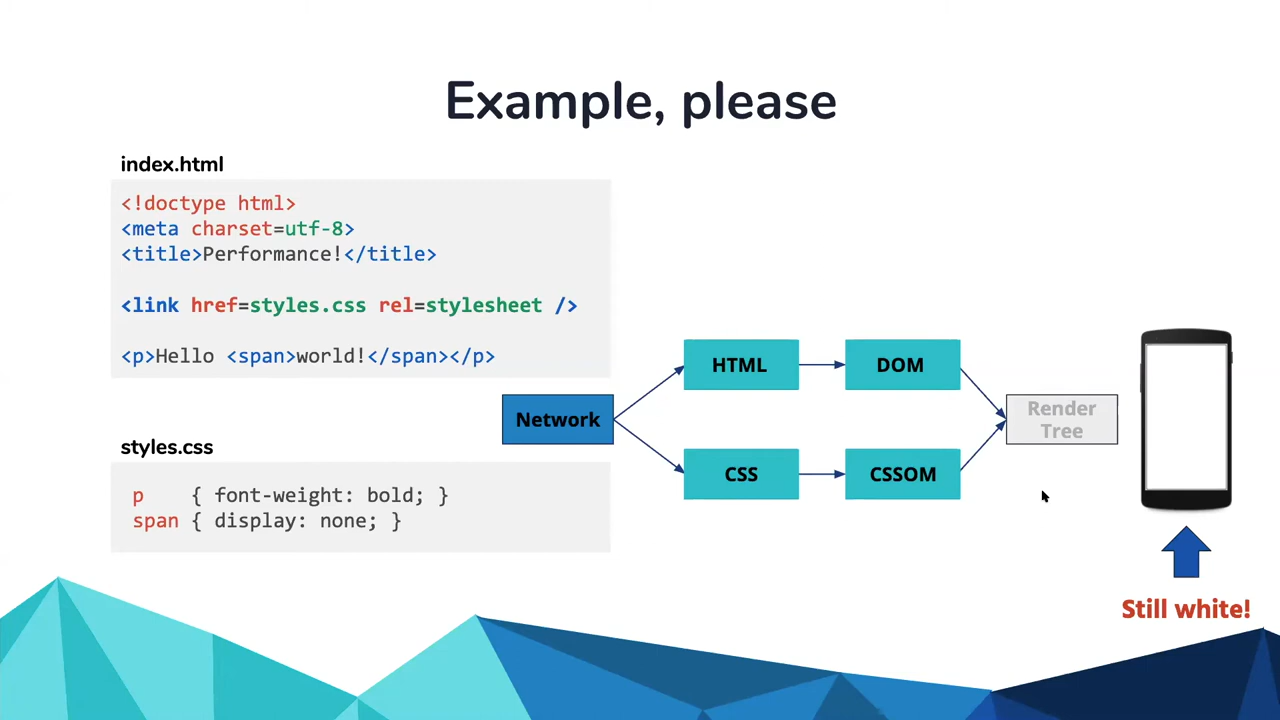 Example, please
index.html
<!doctype html>
<meta charset=utf-8>
<title>Performance!</title>
<link href=styles.css rel=stylesheet />
<p>Hello <span>world!</span></p>
styles.css
p    { font-weight: bold; }
span { display: none; }
Network
HTML
DOM
CSS
CSSOM
Render
Tree
Still white!